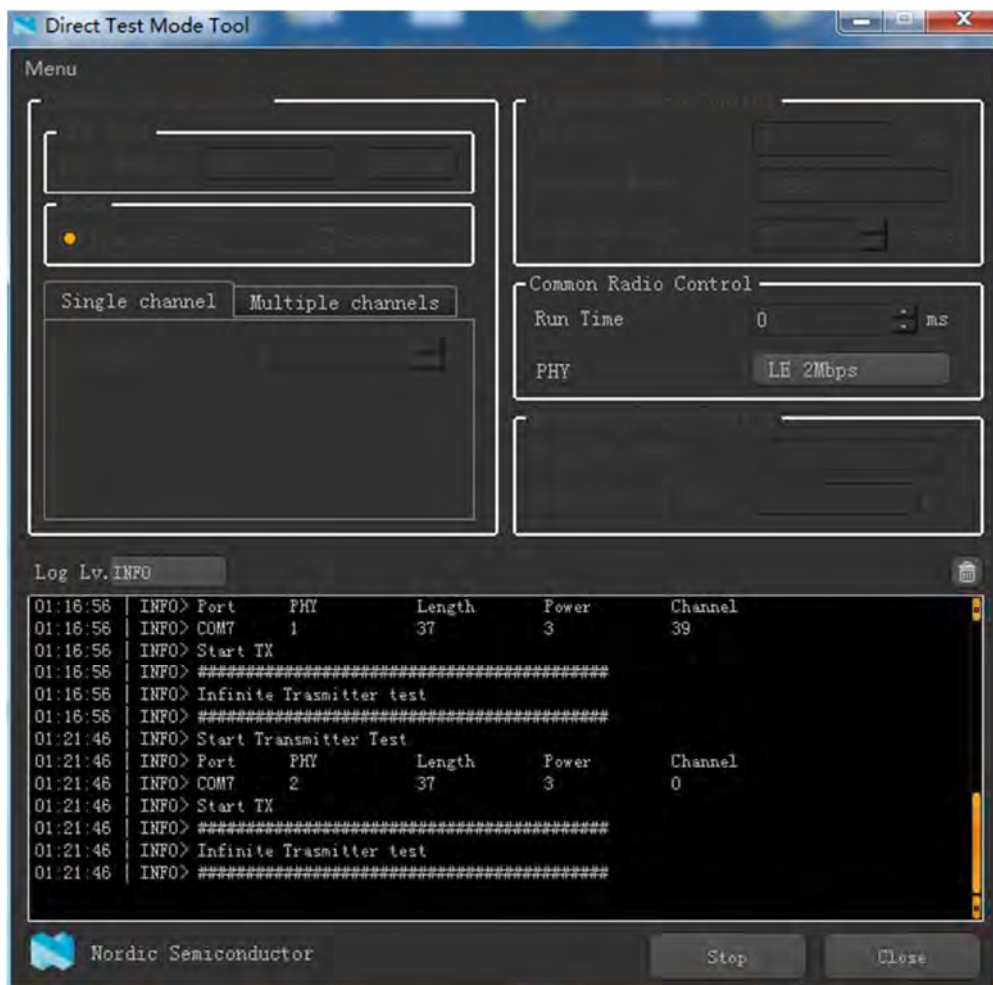 Direct Test Mode Tool
Menu
Single channel
Multiple channels
Common Radio Control
Run Time 0 ms
PHY LE 2Mbps
Log Lv. INFO
01:16:56 | INFO> Port PHY Length Power Channel
01:16:56 | INFO> COM7 1 37 3 39
01:16:56 | INFO> Start TX
01:16:56 | INFO> ###########################################
01:16:56 | INFO> Infinite Trasmitter test
01:16:56 | INFO> ###########################################
01:21:46 | INFO> Start Transmitter Test
01:21:46 | INFO> Port PHY Length Power Channel
01:21:46 | INFO> COM7 2 37 3 0
01:21:46 | INFO> Start TX
01:21:46 | INFO> ###########################################
01:21:46 | INFO> Infinite Trasmitter test
01:21:46 | INFO> ###########################################
Nordic Semiconductor
Stop
Close